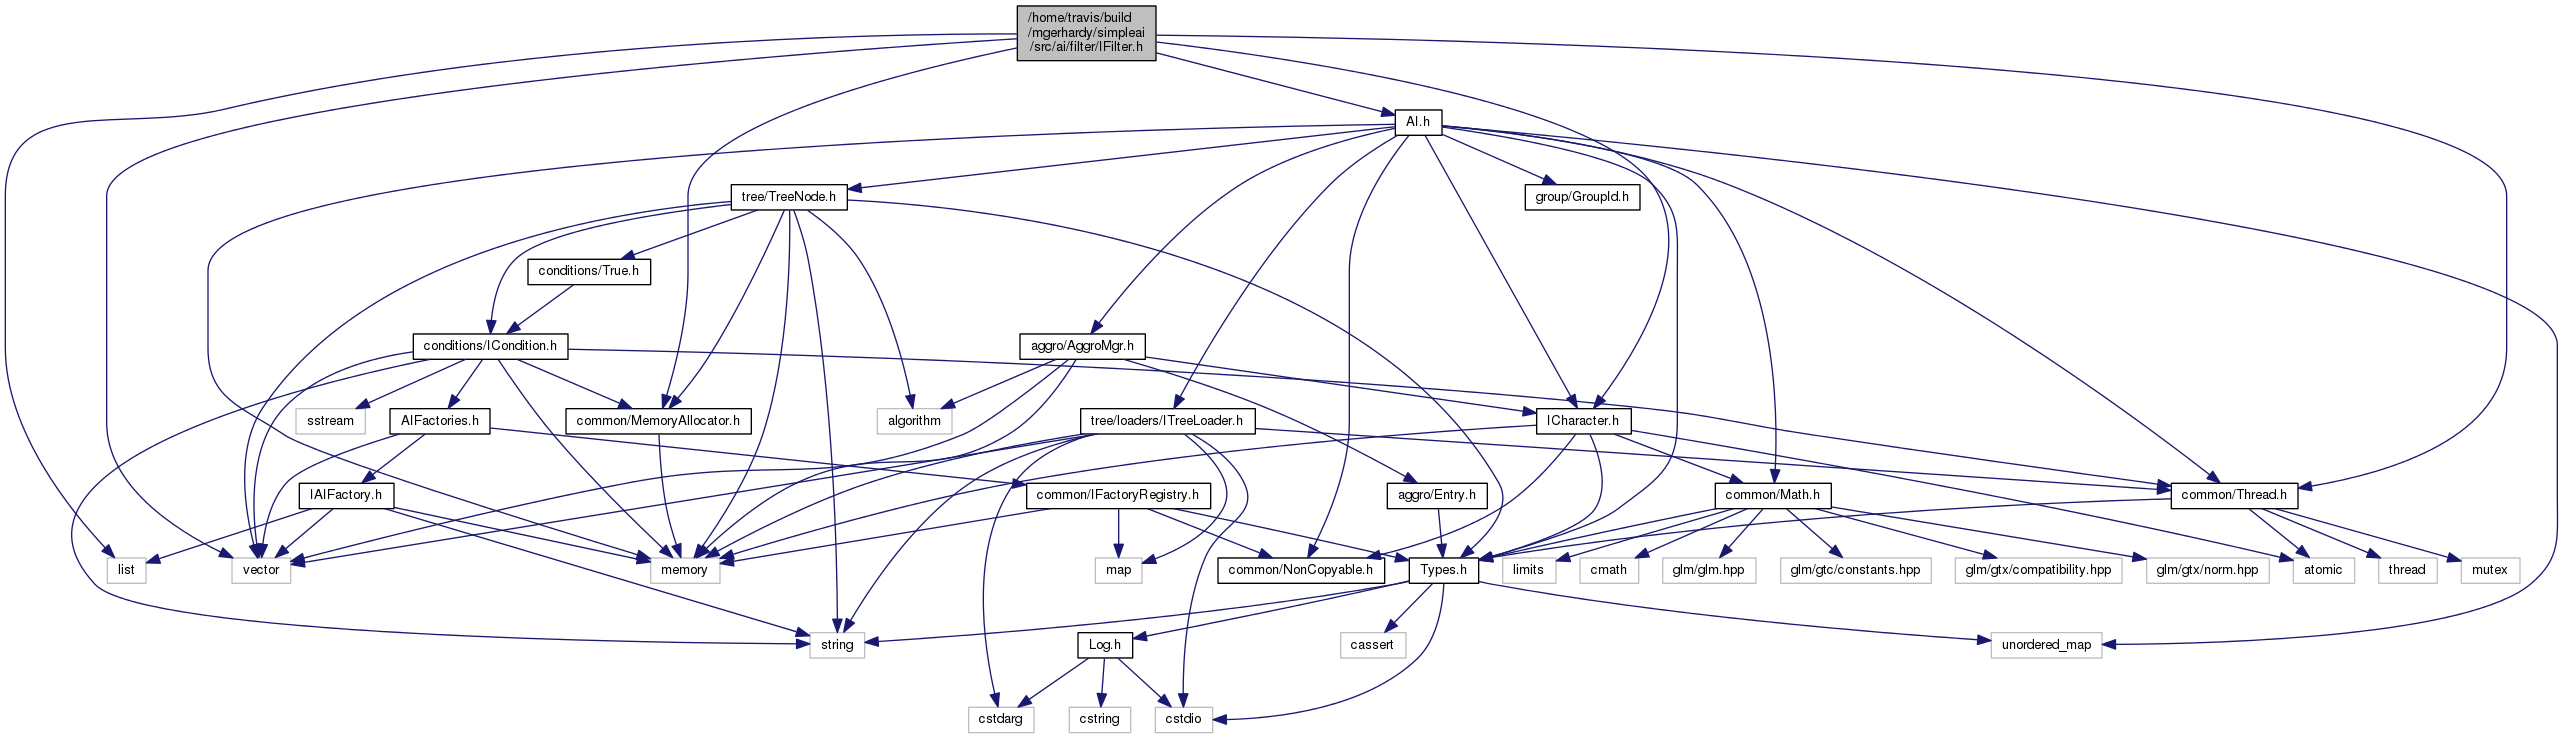 /home/travis/build
/mgerhardy/simpleai
/src/ai/filter/IFilter.h
AI.h
tree/TreeNode.h
group/GroupId.h
conditions/True.h
conditions/ICondition.h
aggro/AggroMgr.h
sstream
AIFactories.h
common/MemoryAllocator.h
algorithm
tree/loaders/ITreeLoader.h
ICharacter.h
IAIFactory.h
common/IFactoryRegistry.h
aggro/Entry.h
common/Math.h
common/Thread.h
list
vector
memory
map
common/NonCopyable.h
Types.h
limits
cmath
glm/glm.hpp
glm/gtc/constants.hpp
glm/gtx/compatibility.hpp
glm/gtx/norm.hpp
atomic
thread
mutex
string
Log.h
cassert
unordered_map
cstdarg
cstring
cstdio